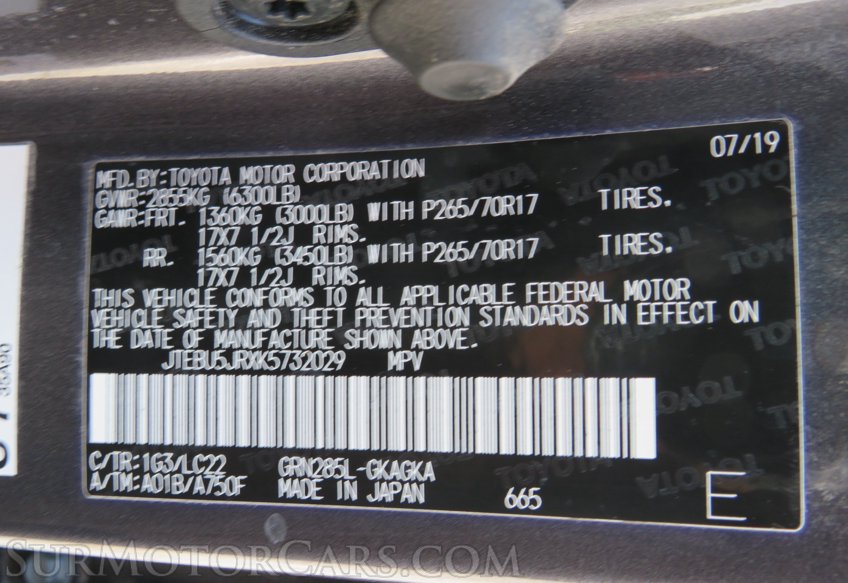 07/19
MFD.BY:TOYOTA MOTOR CORPORATION
GVWR:2855KG (6300LB)
GAWR:FRT. 1360KG (3000LB) WITH P265/70R17 TIRES.
17X7 1/2J RIMS.
RR. 1560KG (3450LB) WITH P265/70R17 TIRES.
17X7 1/2J RIMS.
THIS VEHICLE CONFORMS TO ALL APPLICABLE FEDERAL MOTOR
VEHICLE SAFETY AND THEFT PREVENTION STANDARDS IN EFFECT ON
THE DATE OF MANUFACTURE SHOWN ABOVE.
JTEBU5JRXK5732029 MPV
C/TR:1G3/LC22 GRN285L-GKAGKA
A/TM:A01B/A750F MADE IN JAPAN 665 E
SURMOTORCARS.COM